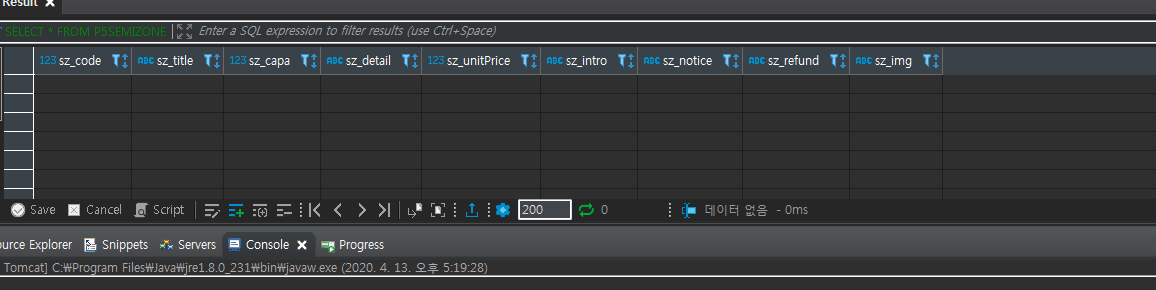 Result
SELECT * FROM P5SEMIZONE Enter a SQL expression to filter results (use Ctrl+Space)
123 sz_code ABC sz_title 123 sz_capa ABC sz_detail 123 sz_unitPrice ABC sz_intro ABC sz_notice ABC sz_refund ABC sz_img
Save Cancel Script 200 0 데이터 없음 - 0ms
ource Explorer Snippets Servers Console Progress
Tomcat] C:₩Program Files₩Java₩jre1.8.0_231₩bin₩javaw.exe (2020. 4. 13. 오후 5:19:28)